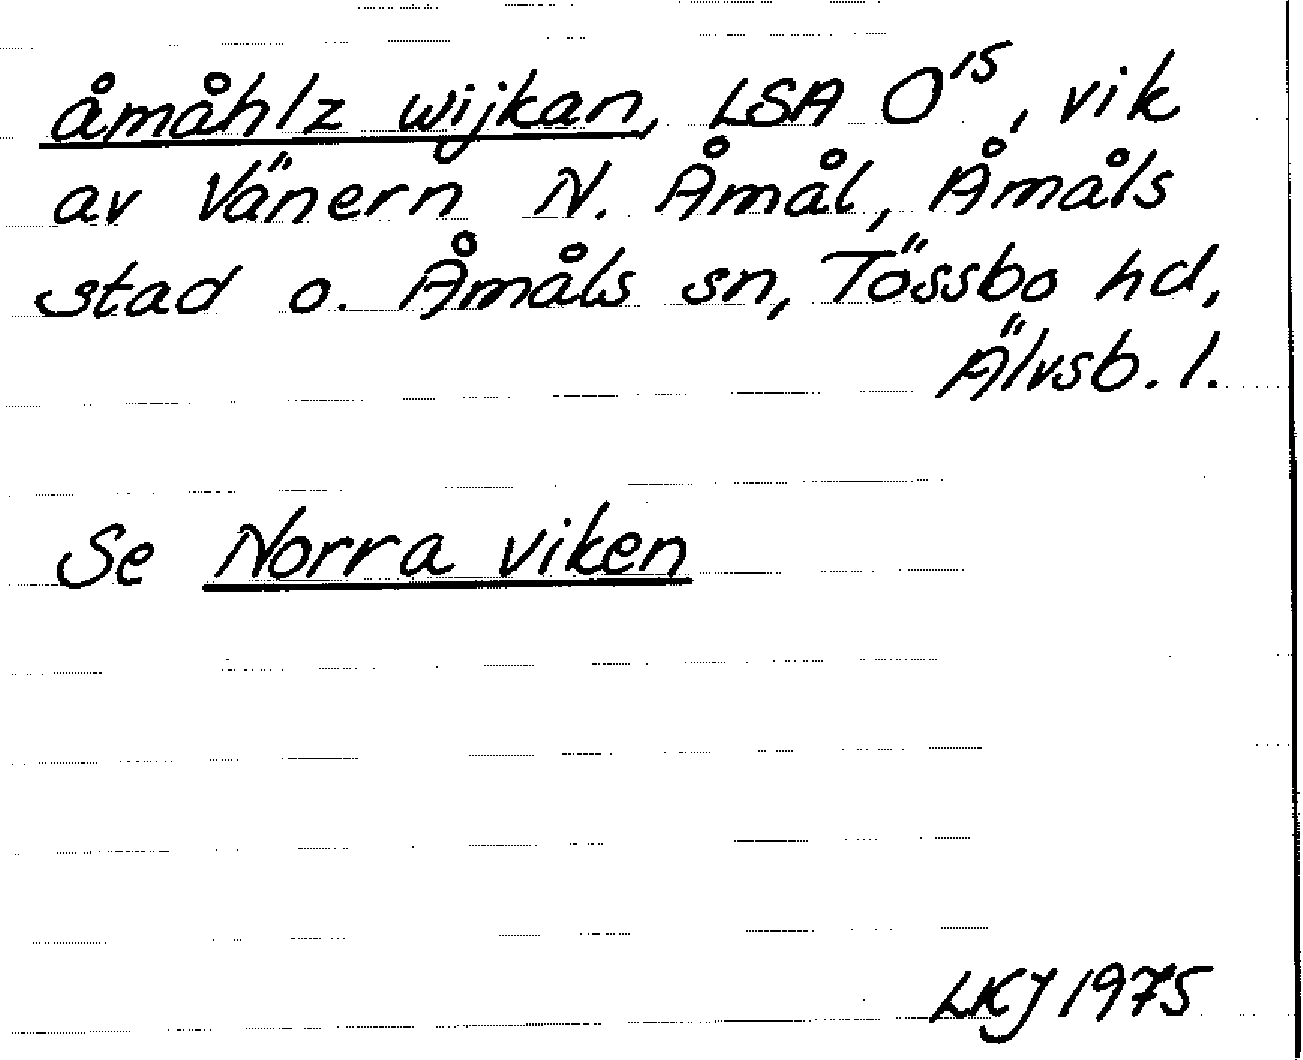 åmåhlz wijkan, LSA O¹⁵, vik
av Vänern N. Åmål, Åmåls
stad o. Åmåls sn, Tössbo hd,
Älvsb. l.
Se Norra viken
LKJ 1975